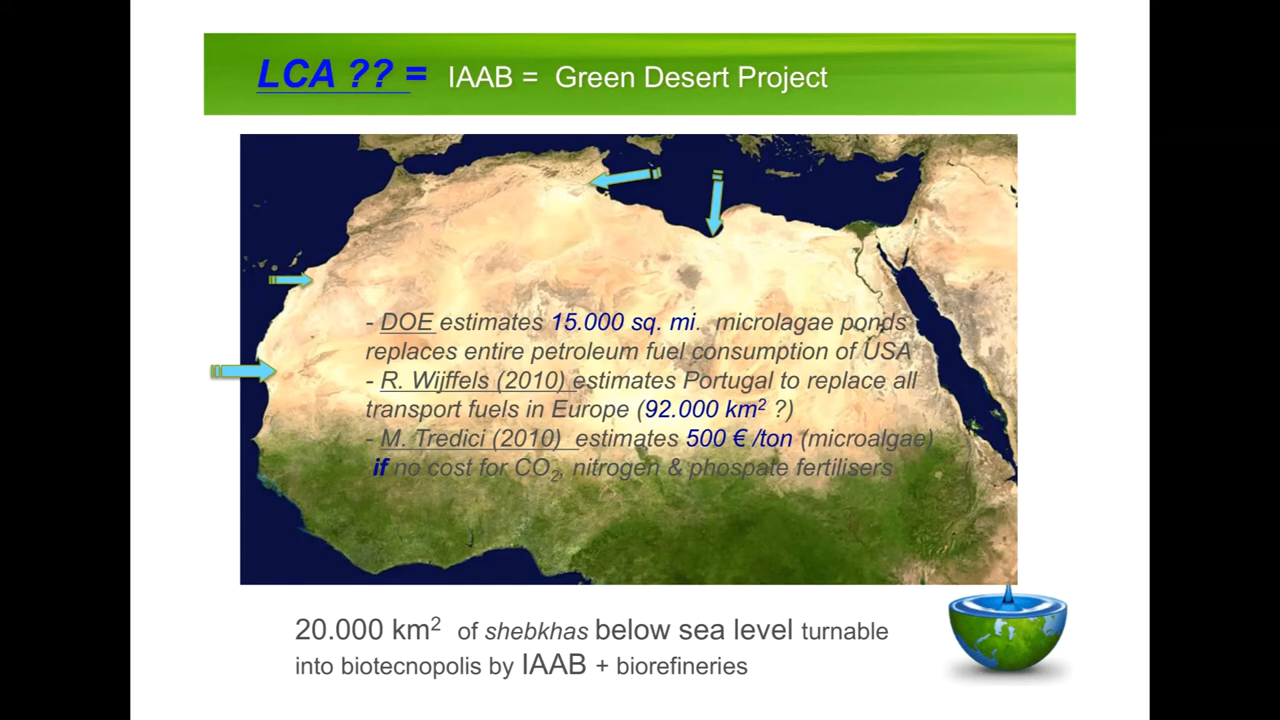 LCA ?? = IAAB = Green Desert Project
- DOE estimates 15.000 sq. mi. microlagae ponds
replaces entire petroleum fuel consumption of USA
- R. Wijffels (2010) estimates Portugal to replace all
transport fuels in Europe (92.000 km² ?)
- M. Tredici (2010) estimates 500 € /ton (microalgae)
if no cost for CO₂, nitrogen & phospate fertilisers
20.000 km² of shebkhas below sea level turnable
into biotecnopolis by IAAB + biorefineries